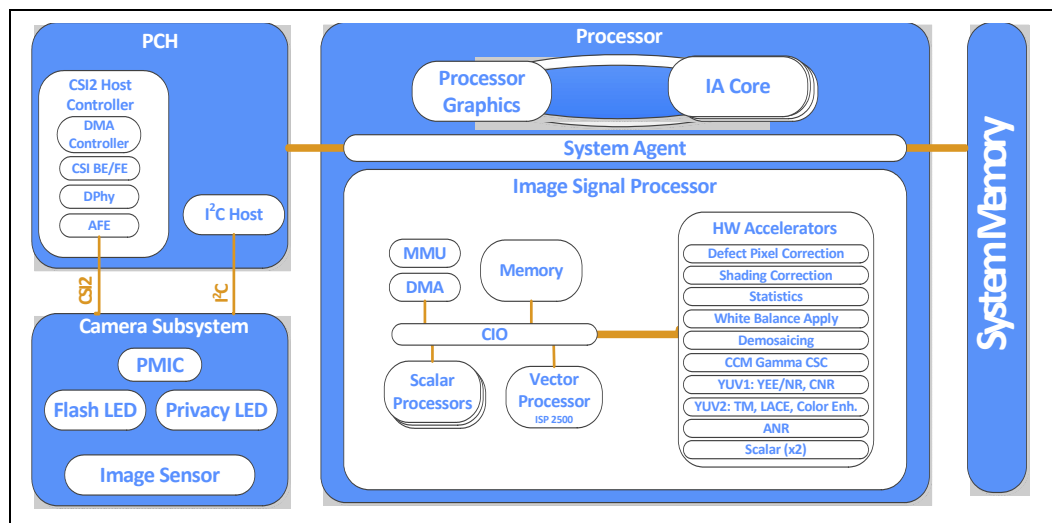 PCH
CSI2 Host
Controller
DMA
Controller
CSI BE/FE
DPhy
AFE
I²C Host
CSI2
I²C
Camera Subsystem
PMIC
Flash LED
Privacy LED
Image Sensor
Processor
Processor
Graphics
IA Core
System Agent
Image Signal Processor
MMU
DMA
Memory
CIO
Scalar
Processors
Vector
Processor
ISP 2500
HW Accelerators
Defect Pixel Correction
Shading Correction
Statistics
White Balance Apply
Demosaicing
CCM Gamma CSC
YUV1: YEE/NR, CNR
YUV2: TM, LACE, Color Enh.
ANR
Scalar (x2)
System Memory